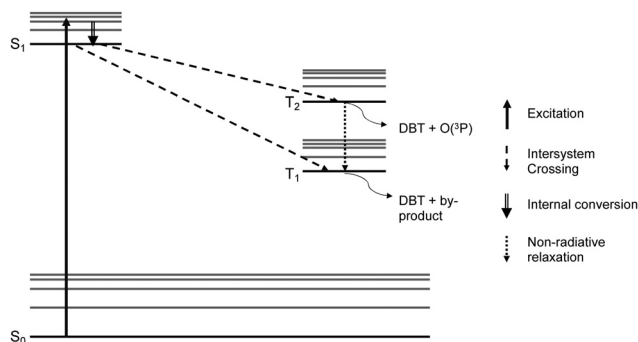 S₁
T₂
DBT + O(³P)
T₁
DBT + by-
product
S₀
Excitation
Intersystem
Crossing
Internal conversion
Non-radiative
relaxation